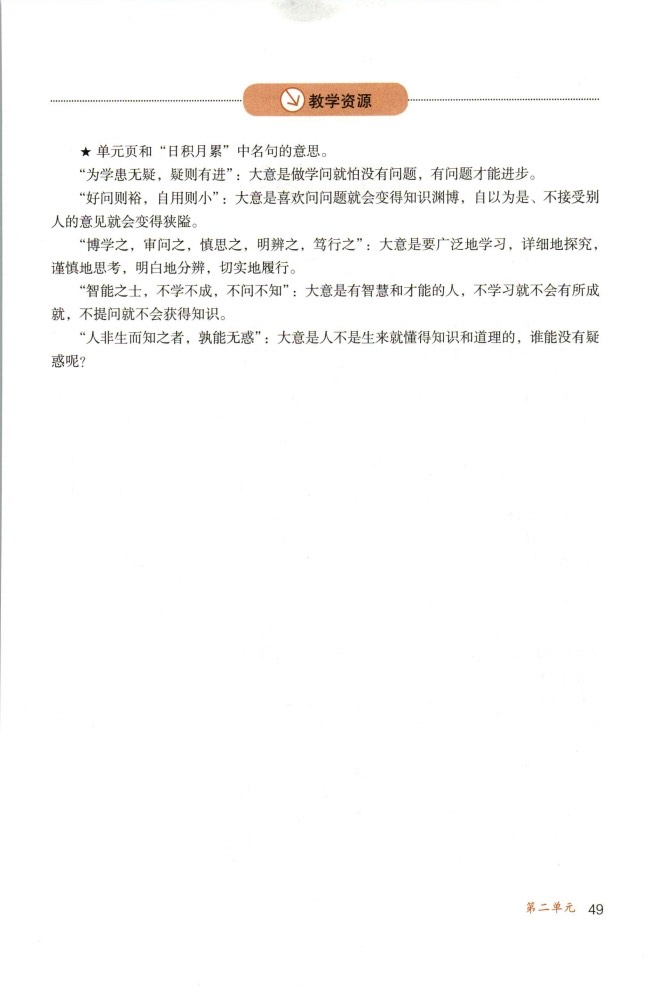 教学资源
★ 单元页和“日积月累”中名句的意思。
“为学患无疑，疑则有进”：大意是做学问就怕没有问题，有问题才能进步。
“好问则裕，自用则小”：大意是喜欢问问题就会变得知识渊博，自以为是、不接受别
人的意见就会变得狭隘。
“博学之，审问之，慎思之，明辨之，笃行之”：大意是要广泛地学习，详细地探究，
谨慎地思考，明白地分辨，切实地履行。
“智能之士，不学不成，不问不知”：大意是有智慧和才能的人，不学习就不会有所成
就，不提问就不会获得知识。
“人非生而知之者，孰能无惑”：大意是人不是生来就懂得知识和道理的，谁能没有疑
惑呢?
第二单元 49